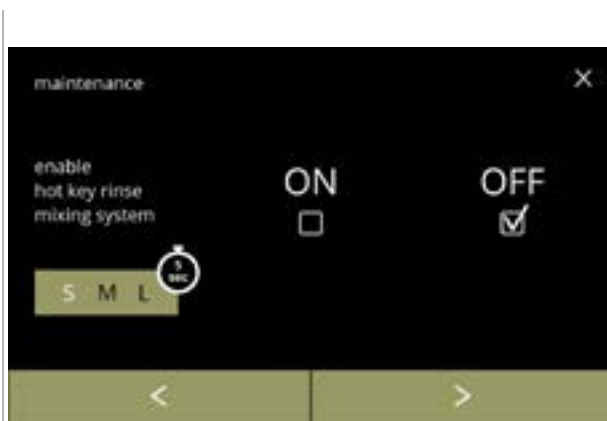 maintenance
X
enable
hot key rinse
mixing system
ON
OFF
5
sec
S M L
< >